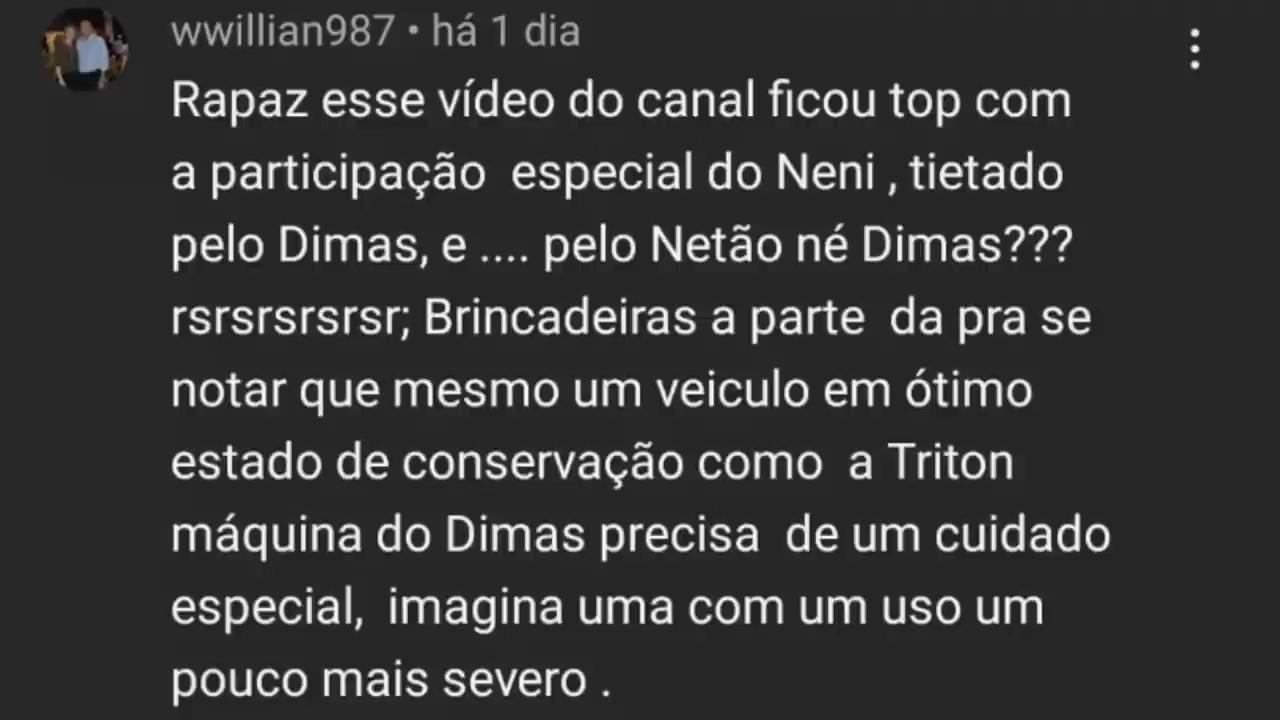 wwillian987 • há 1 dia
Rapaz esse vídeo do canal ficou top com
a participação  especial do Neni , tietado
pelo Dimas, e .... pelo Netão né Dimas???
rsrsrsrsrsr; Brincadeiras a parte  da pra se
notar que mesmo um veiculo em ótimo
estado de conservação como  a Triton
máquina do Dimas precisa  de um cuidado
especial,  imagina uma com um uso um
pouco mais severo .